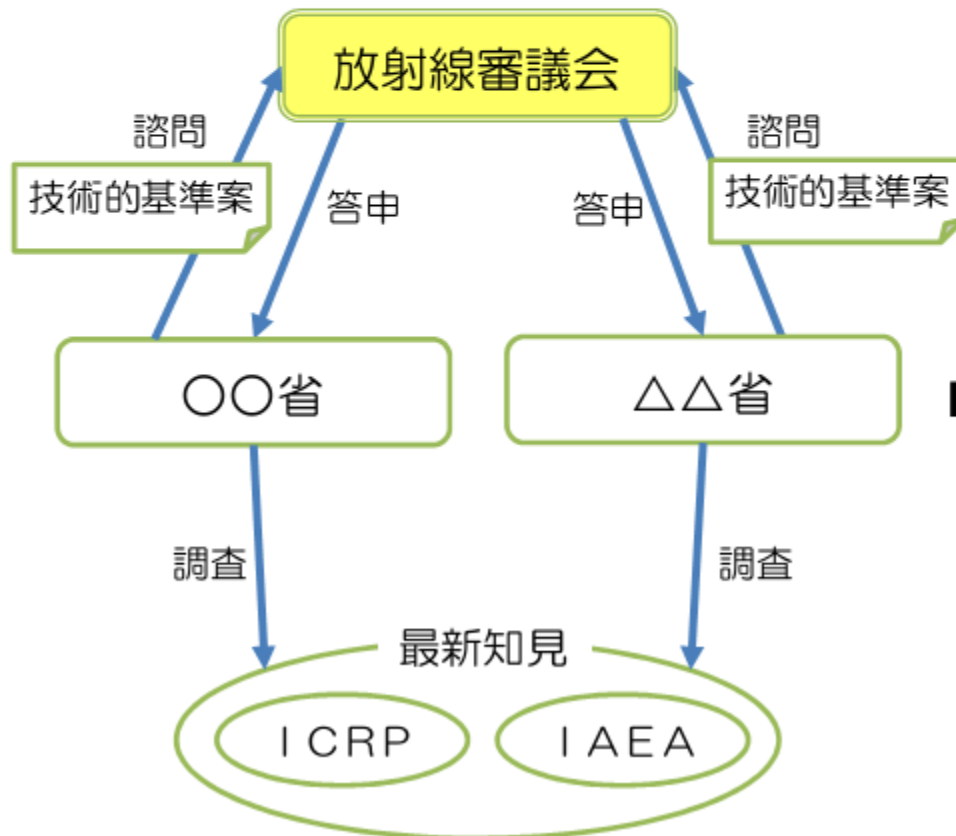 放射線審議会
諮問
諮問
技術的基準案
技術的基準案
答申
答申
○○省
△△省
調査
調査
最新知見
ＩＣＲＰ
ＩＡＥＡ